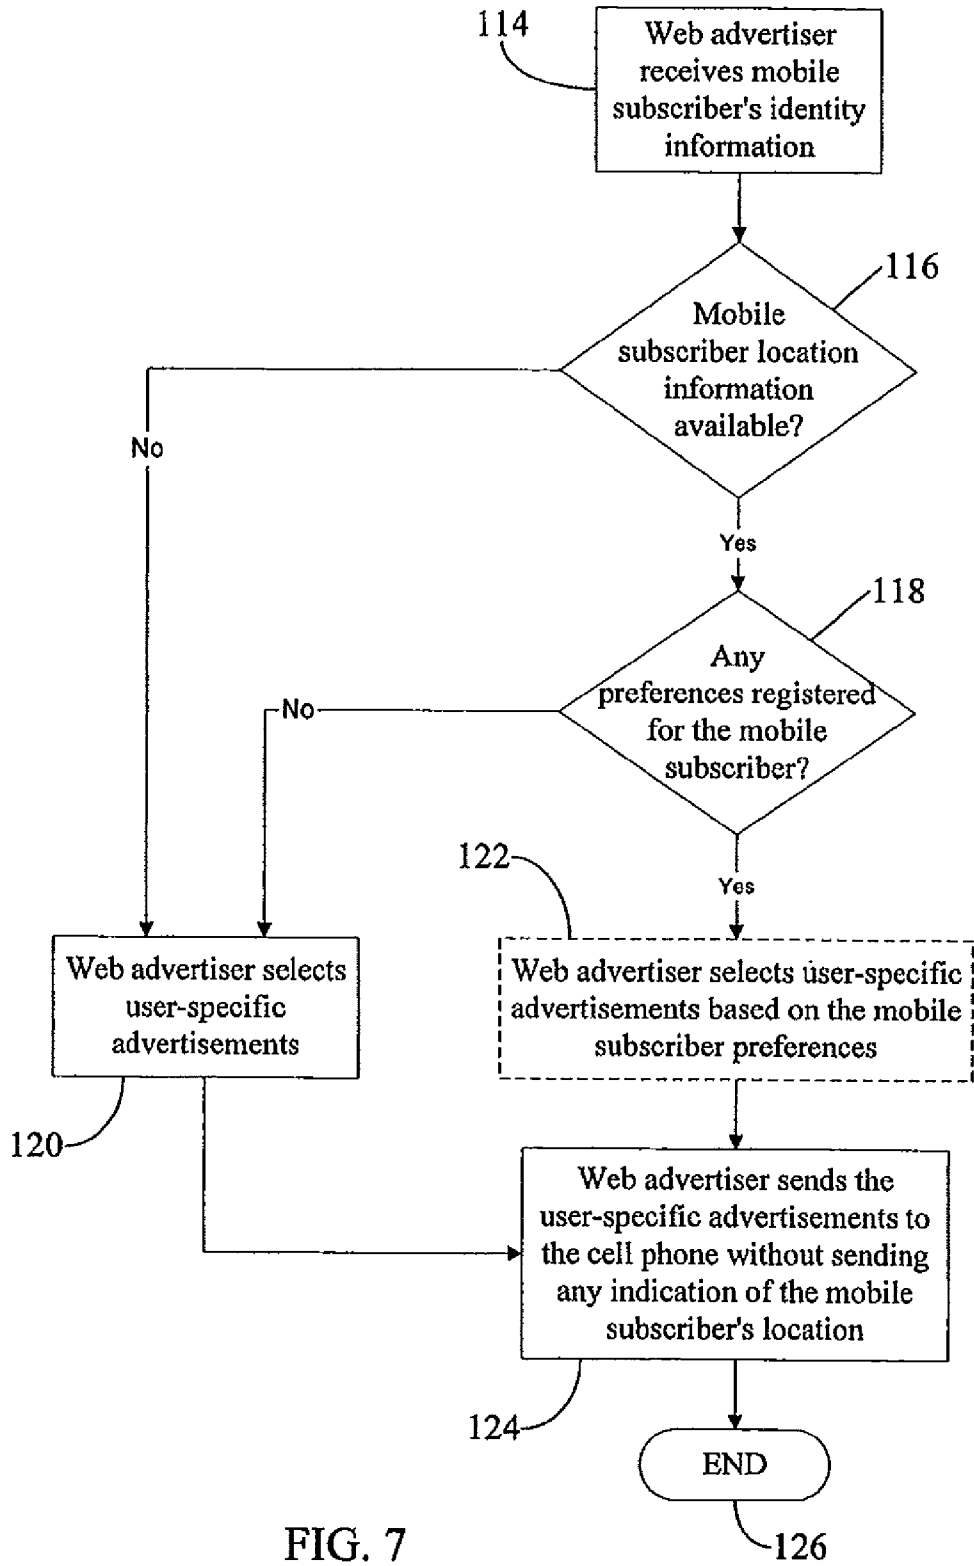 114
Web advertiser
receives mobile
subscriber's identity
information
116
Mobile
subscriber location
information
available?
No
Yes
118
Any
preferences registered
for the mobile
subscriber?
No
Yes
122
Web advertiser selects
user-specific
advertisements
Web advertiser selects user-specific
advertisements based on the mobile
subscriber preferences
120
Web advertiser sends the
user-specific advertisements to
the cell phone without sending
any indication of the mobile
subscriber's location
124
END
126
FIG. 7